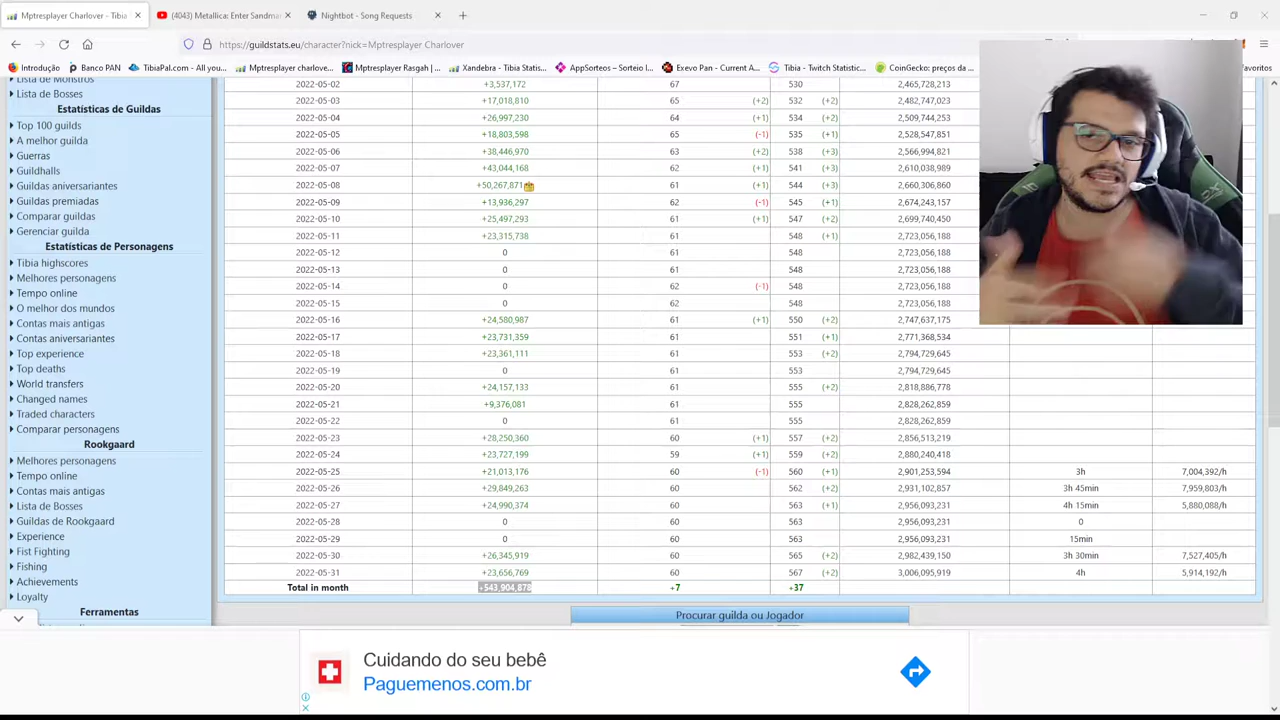 Mptresplayer Charlover - Tibia
(4043) Metallica: Enter Sandma
Nightbot - Song Requests
https://guildstats.eu/character?nick=Mptresplayer Charlover
Introdução
Banco PAN
TibiaPal.com - All you...
Mptresplayer charlove...
Mptresplayer Rasgah |...
Xandebra - Tibia Statis...
AppSorteos – Sorteio I...
Exevo Pan - Current A...
Tibia - Twitch Statistic...
CoinGecko: preços da
Favoritos
Lista de Monstros
Lista de Bosses
Estatísticas de Guildas
Top 100 guilds
A melhor guilda
Guerras
Guildhalls
Guildas aniversariantes
Guildas premiadas
Comparar guildas
Gerenciar guilda
Estatísticas de Personagens
Tibia highscores
Melhores personagens
Tempo online
O melhor dos mundos
Contas mais antigas
Contas aniversariantes
Top experience
Top deaths
World transfers
Changed names
Traded characters
Comparar personagens
Rookgaard
Melhores personagens
Tempo online
Contas mais antigas
Lista de Bosses
Guildas de Rookgaard
Experience
Fist Fighting
Fishing
Achievements
Loyalty
Ferramentas
2022-05-02 +3,537,172 67 530 2,465,728,213
2022-05-03 +17,018,810 65 (+2) 532 (+2) 2,482,747,023
2022-05-04 +26,997,230 64 (+1) 534 (+2) 2,509,744,253
2022-05-05 +18,803,598 65 (-1) 535 (+1) 2,528,547,851
2022-05-06 +38,446,970 63 (+2) 538 (+3) 2,566,994,821
2022-05-07 +43,044,168 62 (+1) 541 (+3) 2,610,038,989
2022-05-08 +50,267,871 61 (+1) 544 (+3) 2,660,306,860
2022-05-09 +13,936,297 62 (-1) 545 (+1) 2,674,243,157
2022-05-10 +25,497,293 61 (+1) 547 (+2) 2,699,740,450
2022-05-11 +23,315,738 61 548 (+1) 2,723,056,188
2022-05-12 0 61 548 2,723,056,188
2022-05-13 0 61 548 2,723,056,188
2022-05-14 0 62 (-1) 548 2,723,056,188
2022-05-15 0 62 548 2,723,056,188
2022-05-16 +24,580,987 61 (+1) 550 (+2) 2,747,637,175
2022-05-17 +23,731,359 61 551 (+1) 2,771,368,534
2022-05-18 +23,361,111 61 553 (+2) 2,794,729,645
2022-05-19 0 61 553 2,794,729,645
2022-05-20 +24,157,133 61 555 (+2) 2,818,886,778
2022-05-21 +9,376,081 61 555 2,828,262,859
2022-05-22 0 61 555 2,828,262,859
2022-05-23 +28,250,360 60 (+1) 557 (+2) 2,856,513,219
2022-05-24 +23,727,199 59 (+1) 559 (+2) 2,880,240,418
2022-05-25 +21,013,176 60 (-1) 560 (+1) 2,901,253,594 3h 7,004,392/h
2022-05-26 +29,849,263 60 562 (+2) 2,931,102,857 3h 45min 7,959,803/h
2022-05-27 +24,990,374 60 563 (+1) 2,956,093,231 4h 15min 5,880,088/h
2022-05-28 0 60 563 2,956,093,231 0
2022-05-29 0 60 563 2,956,093,231 15min
2022-05-30 +26,345,919 60 565 (+2) 2,982,439,150 3h 30min 7,527,405/h
2022-05-31 +23,656,769 60 567 (+2) 3,006,095,919 4h 5,914,192/h
Total in month +543,904,878 +7 +37
Procurar guilda ou Jogador
Cuidando do seu bebê
Paguemenos.com.br